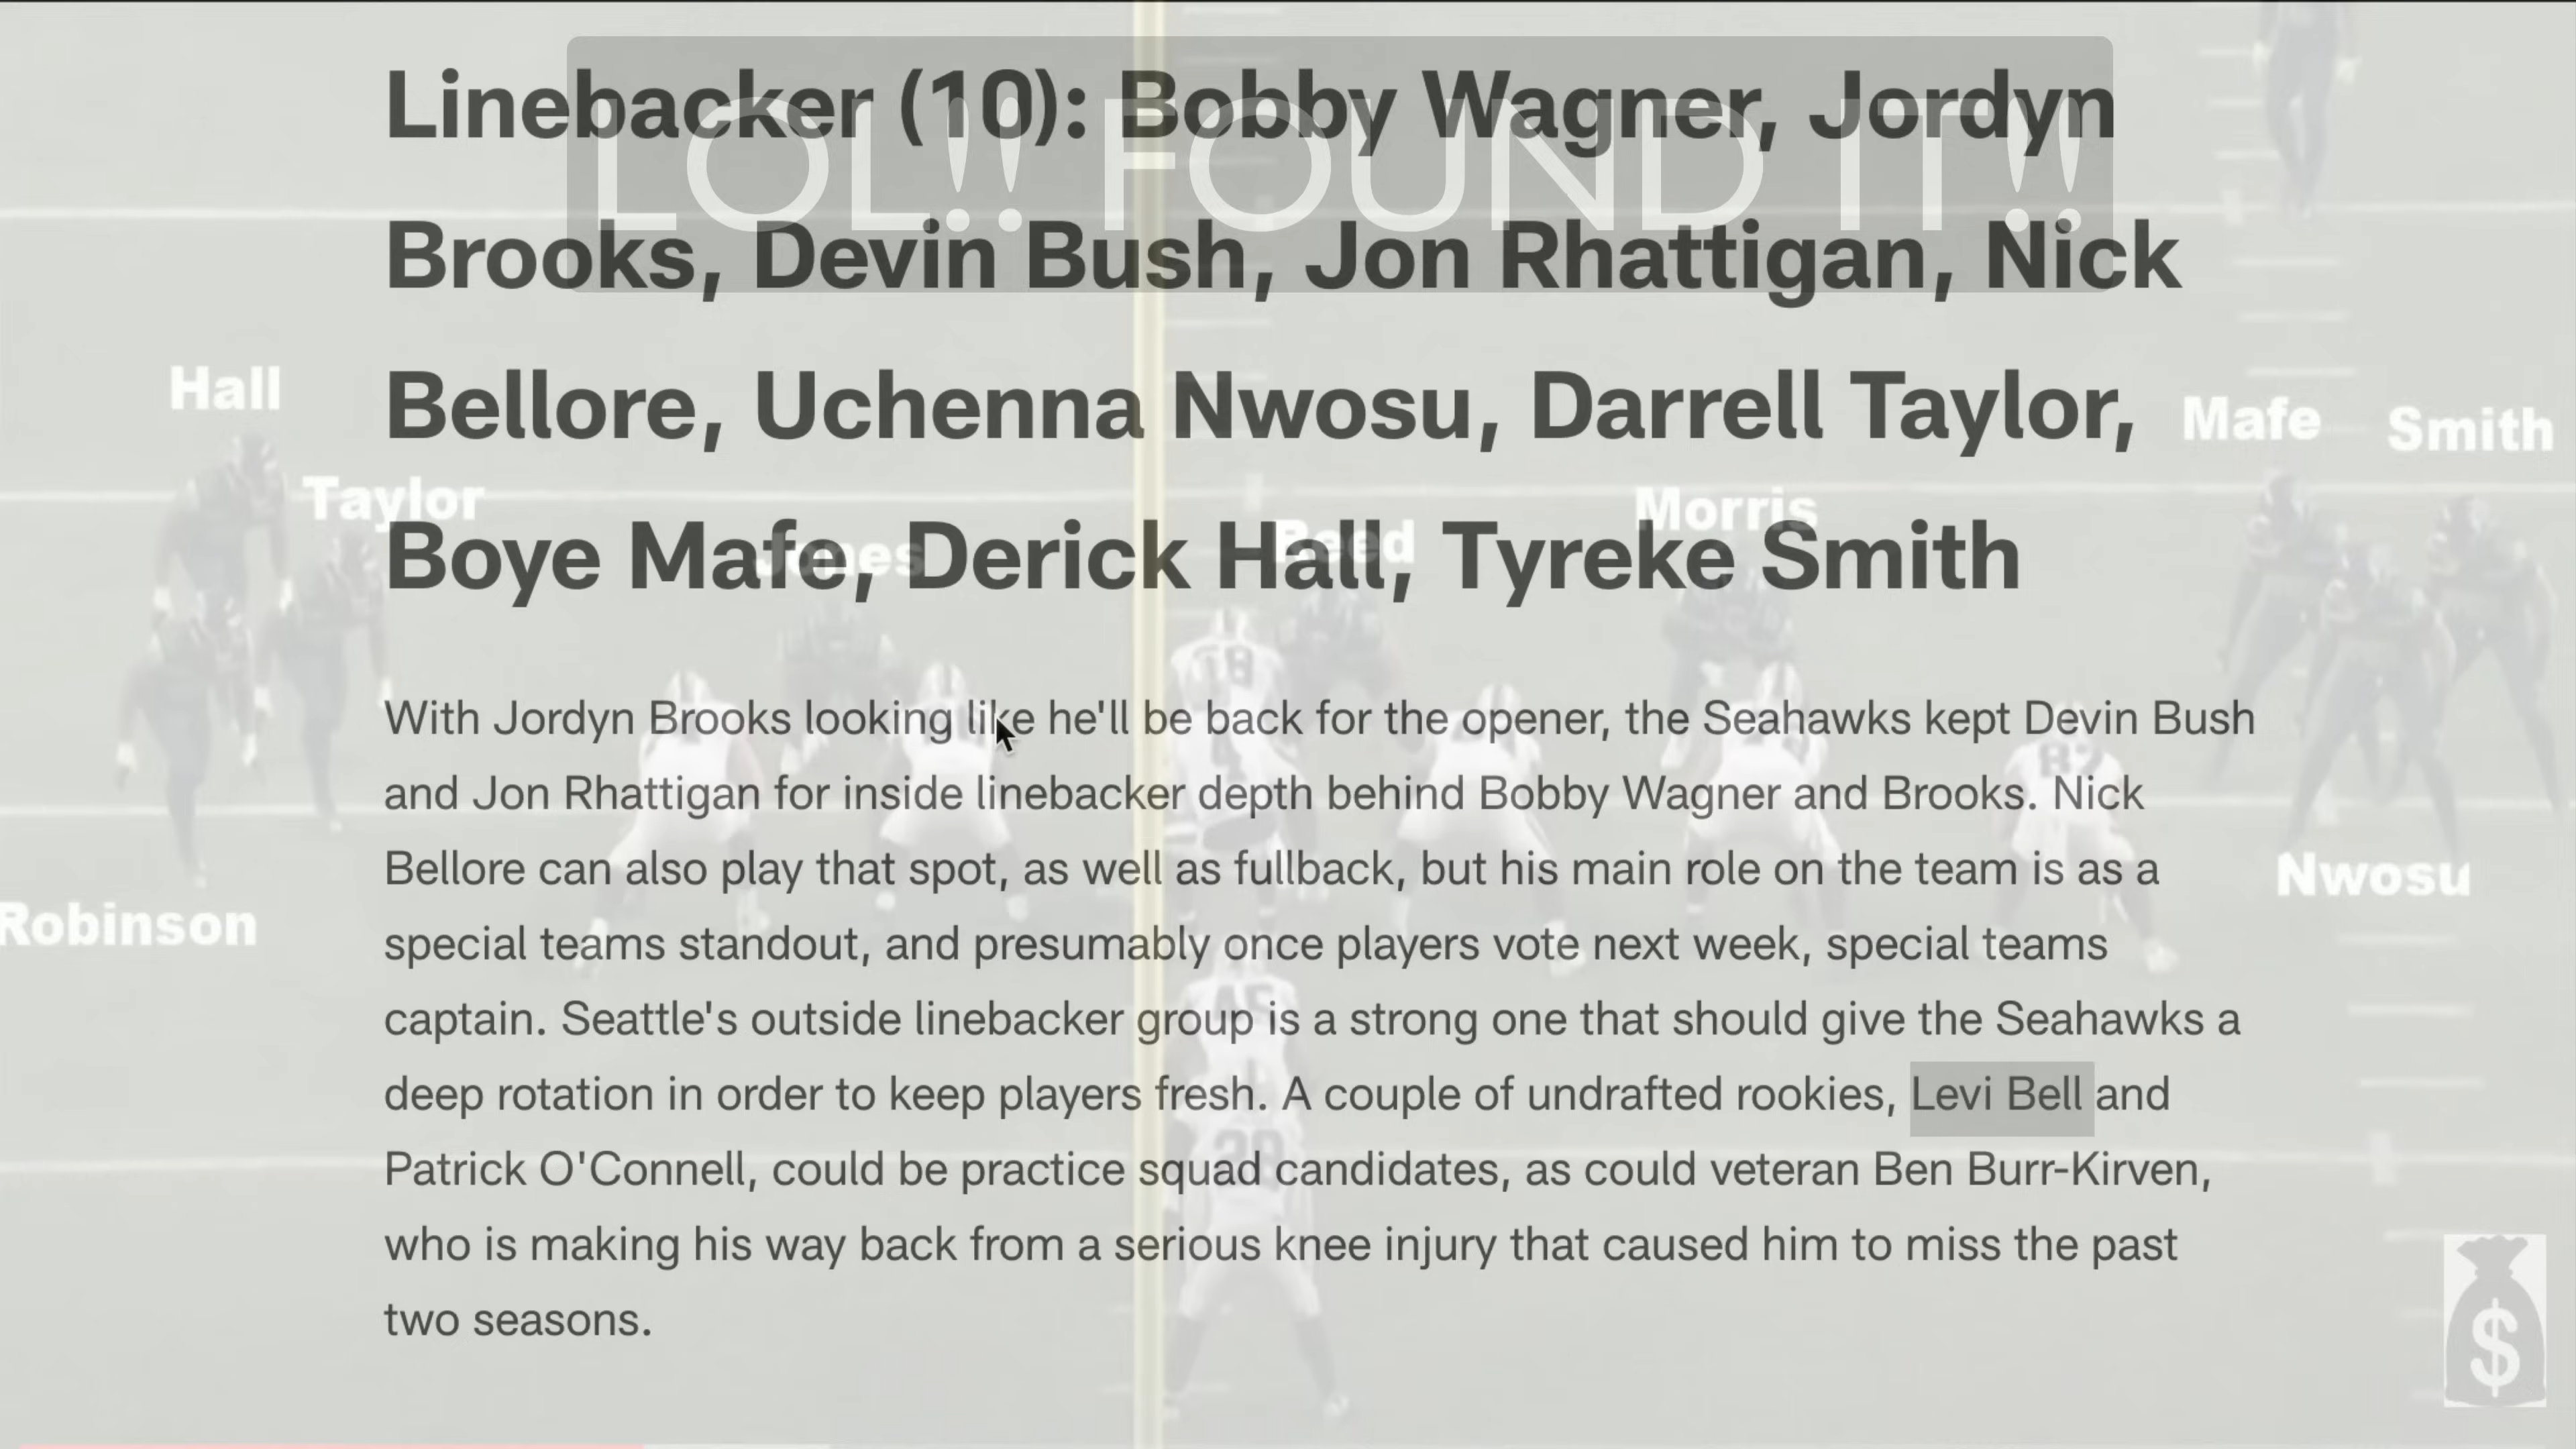 LOL!! FOUND IT!!
Linebacker (10): Bobby Wagner, Jordyn
Brooks, Devin Bush, Jon Rhattigan, Nick
Bellore, Uchenna Nwosu, Darrell Taylor,
Boye Mafe, Derick Hall, Tyreke Smith
Hall
Taylor
Jones
Reed
Morris
Mafe
Smith
Robinson
Nwosu
With Jordyn Brooks looking like he'll be back for the opener, the Seahawks kept Devin Bush
and Jon Rhattigan for inside linebacker depth behind Bobby Wagner and Brooks. Nick
Bellore can also play that spot, as well as fullback, but his main role on the team is as a
special teams standout, and presumably once players vote next week, special teams
captain. Seattle's outside linebacker group is a strong one that should give the Seahawks a
deep rotation in order to keep players fresh. A couple of undrafted rookies, Levi Bell and
Patrick O'Connell, could be practice squad candidates, as could veteran Ben Burr-Kirven,
who is making his way back from a serious knee injury that caused him to miss the past
two seasons.
18
87
45
29
$